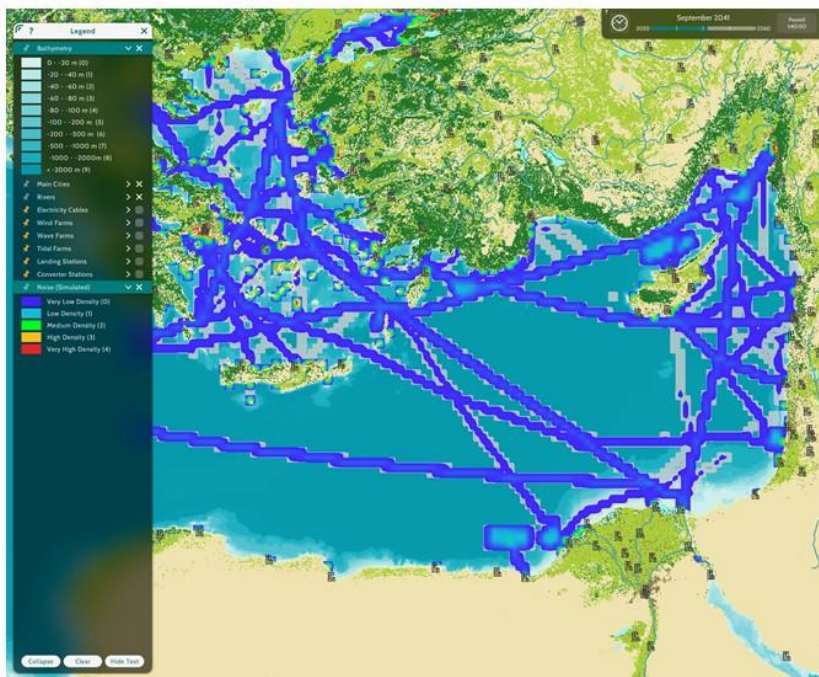 ? Legend
Bathymetry
0 - -20 m (0)
-20 - -40 m (1)
-40 - -60 m (2)
-60 - -80 m (3)
-80 - -100 m (4)
-100 - -200 m (5)
-200 - -500 m (6)
-500 - -1000 m (7)
-1000 - -2000m (8)
< -2000 m (9)
Main Cities
Rivers
Electricity Cables
Wind Farms
Wave Farms
Tidal Farms
Landing Stations
Converter Stations
Noise (Simulated)
Very Low Density (0)
Low Density (1)
Medium Density (2)
High Density (3)
Very High Density (4)
Collapse Clear Hide Text
September 2041
2020 2060
Paused